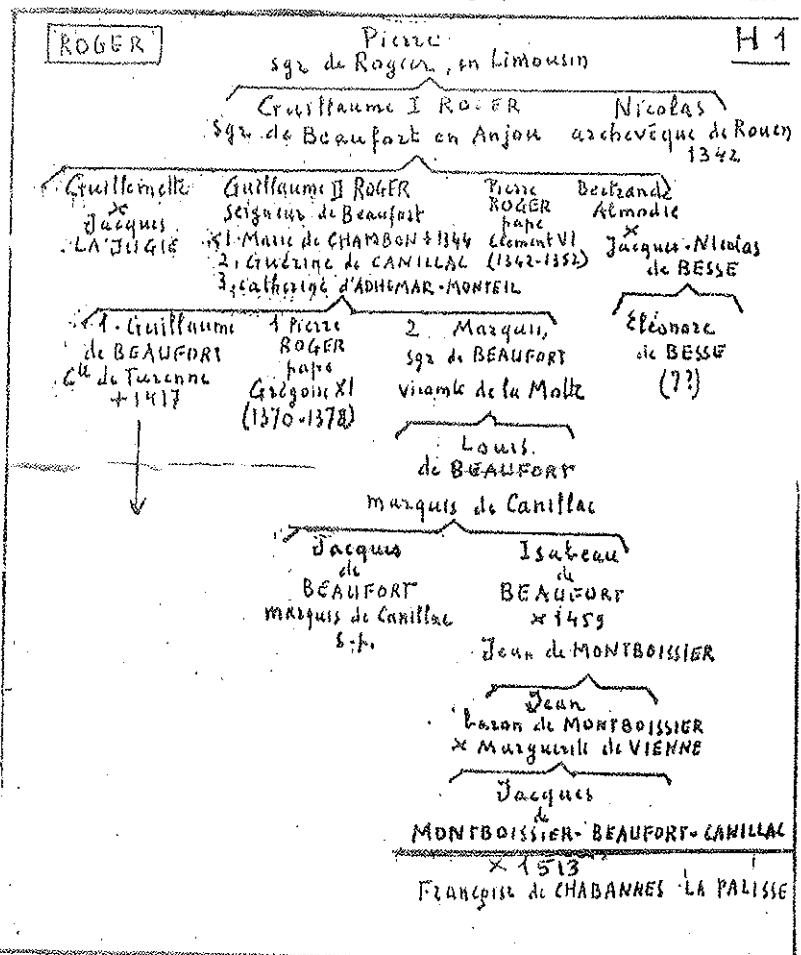 ROGER
H 1
Pierre
sgr de Rogier, en Limousin
Guillaume I ROGER
sgr. de Beaufort en Anjou
Nicolas
archevêque de Rouen
1342
Guillemette
×
Jacques
LA JUGIE
Guillaume II ROGER
Seigneur de Beaufort
×1. Marie de CHAMBON + 1344
2, Guérine de CANILLAC
3, Catherine d'ADHEMAR-MONTEIL
Pierre
ROGER
pape
Clément VI
(1342-1352)
Bertrande
Almodie
×
Jacques-Nicolas
de BESSE
1. Guillaume
de BEAUFORT
Cte de Turenne
+ 1417
1 Pierre
ROGER
pape
Grégoire XI
(1370-1378)
2. Marquis,
sgr de BEAUFORT
vicomte de la Motte
Eléonore
de BESSE
(??)
Louis.
de BEAUFORT
marquis de Canillac
Jacques
de
BEAUFORT
marquis de Canillac
s.p.
Isabeau
de
BEAUFORT
× 1459
Jean de MONTBOISSIER
Jean
baron de MONTBOISSIER
× Marguerite de VIENNE
Jacques
de
MONTBOISSIER-BEAUFORT-CANILLAC
× 1513
Françoise de CHABANNES LA PALISSE